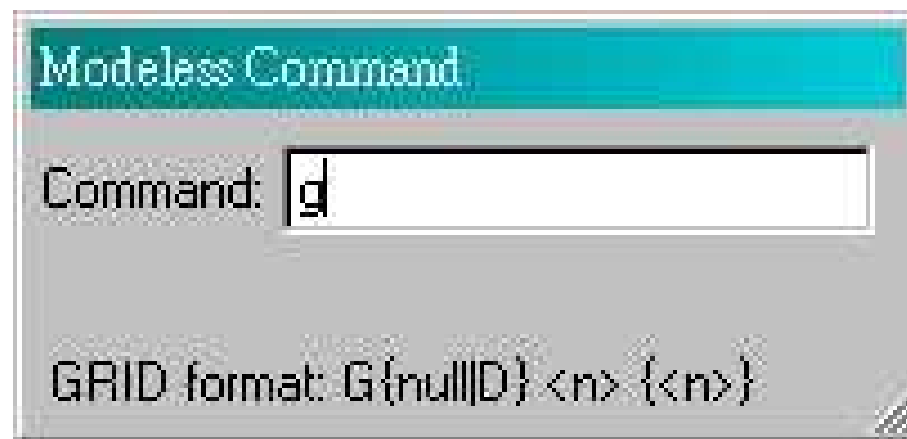 Modeless Command
Command: g
GRID format: G{null|D} <n> {<n>}